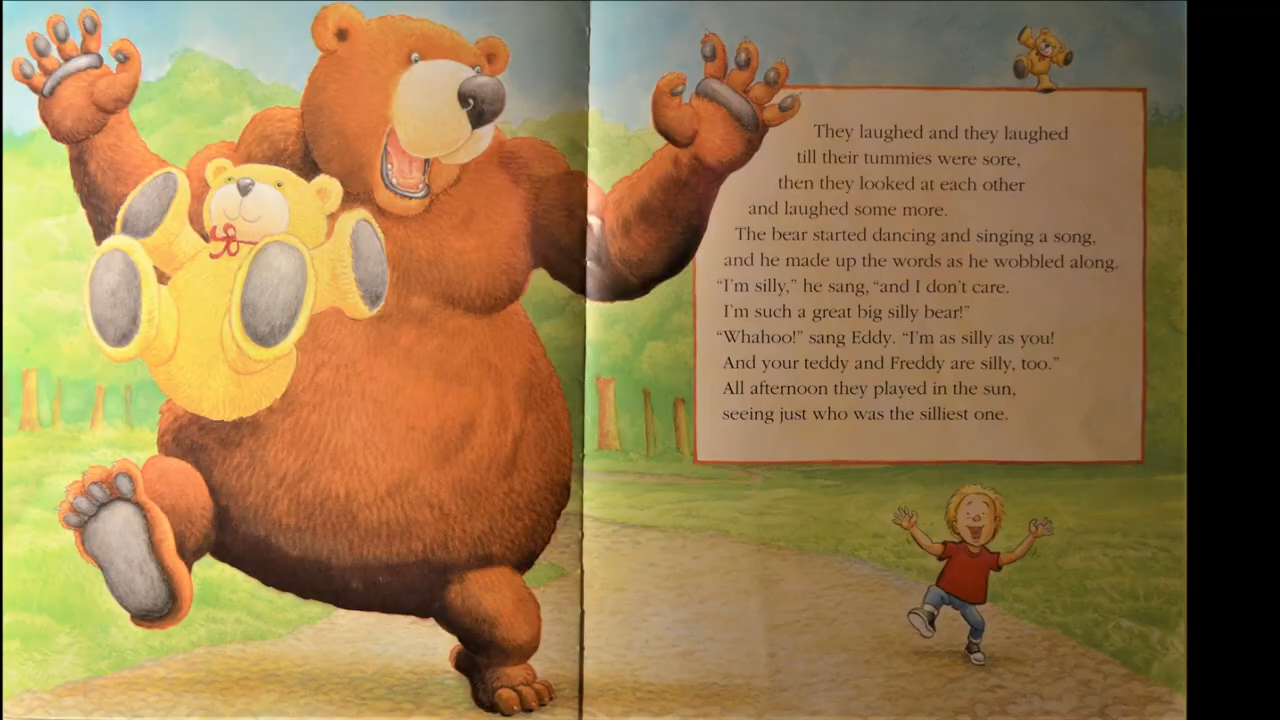 They laughed and they laughed
till their tummies were sore,
then they looked at each other
and laughed some more.
The bear started dancing and singing a song,
and he made up the words as he wobbled along,
“I'm silly,” he sang, “and I don't care.
I'm such a great big silly bear!”
“Whahoo!” sang Eddy. “I'm as silly as you!
And your teddy and Freddy are silly, too.”
All afternoon they played in the sun,
seeing just who was the silliest one.